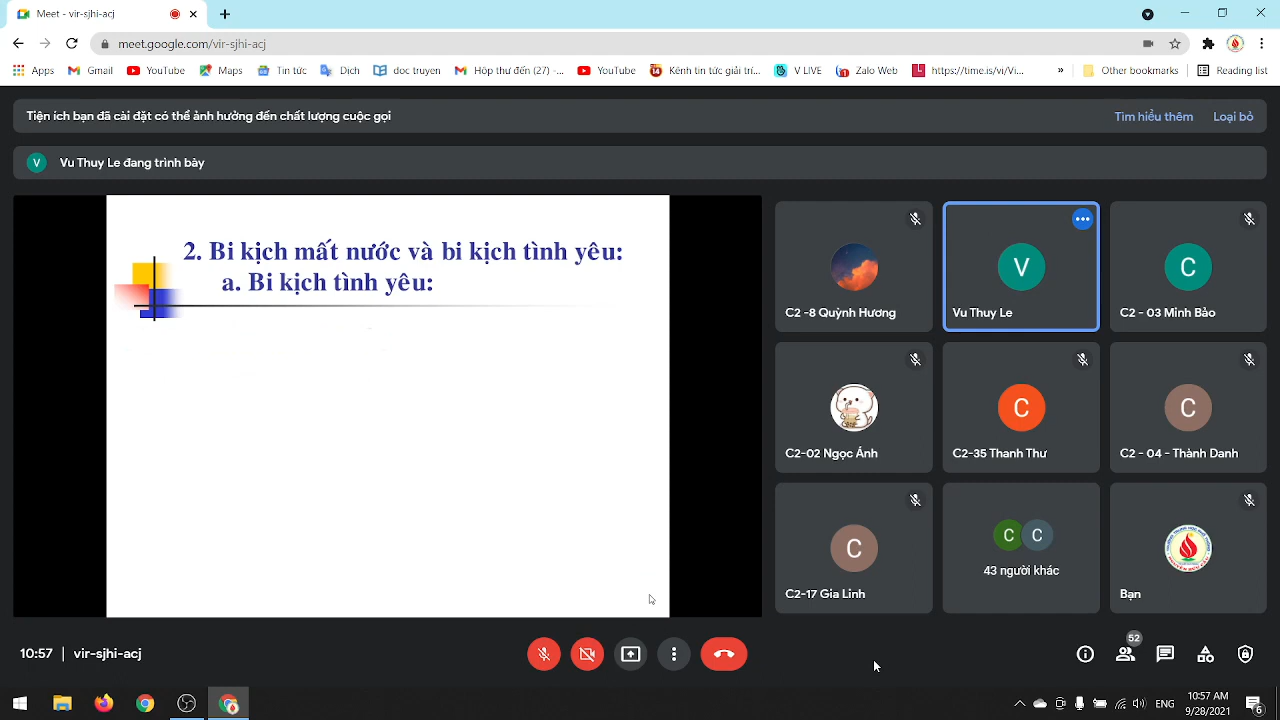 Meet - vir-sjhi-acj
meet.google.com/vir-sjhi-acj
Apps Gmail YouTube Maps Tin tức Dịch doc truyen Hộp thư đến (27) -... YouTube Kênh tin tức giải trí... V LIVE Zalo Web https://time.is/vi/Vi... » Other bookmarks Reading list
Tiện ích bạn đã cài đặt có thể ảnh hưởng đến chất lượng cuộc gọi Tìm hiểu thêm Loại bỏ
V Vu Thuy Le đang trình bày
2. Bi kịch mất nước và bi kịch tình yêu:
a. Bi kịch tình yêu:
V C
C2 -8 Quỳnh Hương Vu Thuy Le C2 - 03 Minh Bảo
C C
C2-02 Ngọc Ánh C2-35 Thanh Thư C2 - 04 - Thành Danh
C C C
43 người khác
C2-17 Gia Linh Bạn
10:57 | vir-sjhi-acj 52
ENG 10:57 AM
9/28/2021 6